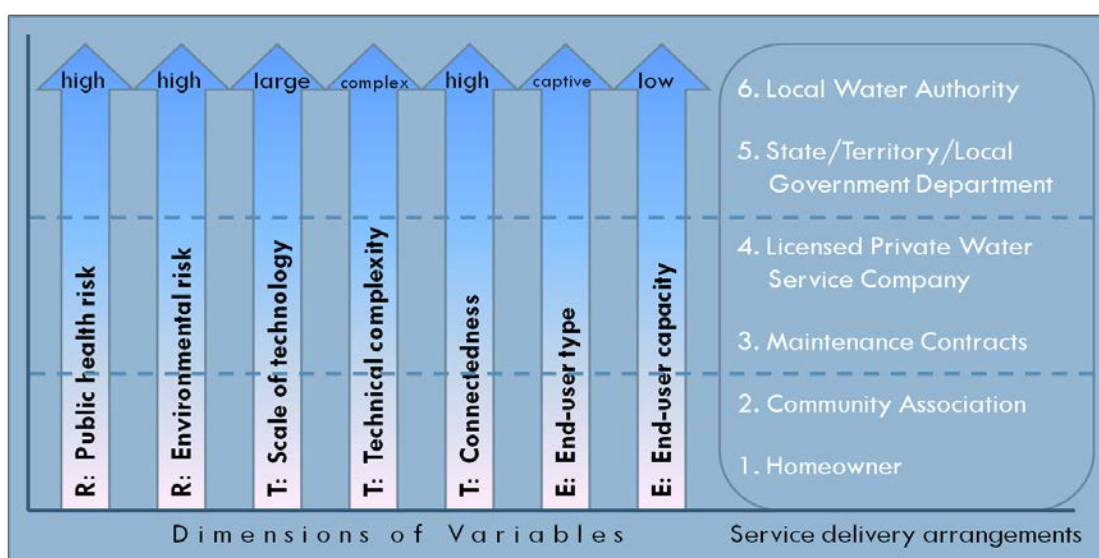 high
high
large
complex
high
captive
low
R: Public health risk
R: Environmental risk
T: Scale of technology
T: Technical complexity
T: Connectedness
E: End-user type
E: End-user capacity
6. Local Water Authority
5. State/Territory/Local
Government Department
4. Licensed Private Water
Service Company
3. Maintenance Contracts
2. Community Association
1. Homeowner
Dimensions of Variables
Service delivery arrangements